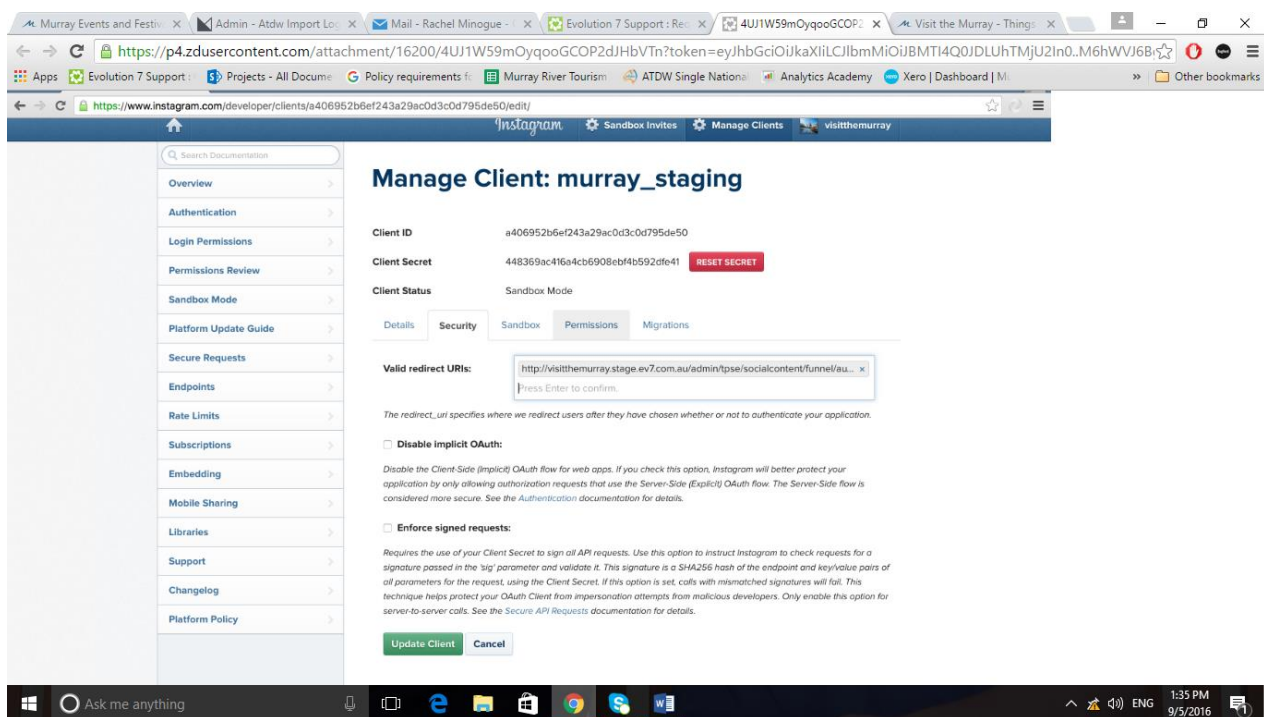 Murray Events and Festiv
Admin - Atdw Import Log
Mail - Rachel Minogue -
Evolution 7 Support : Rec
4UJ1W59mOyqooGCOP2
Visit the Murray - Things
https://p4.zdusercontent.com/attachment/16200/4UJ1W59mOyqooGCOP2dJHbVTn?token=eyJhbGciOiJkaXIiLCJlbmMiOiJBMTI4Q0JDLUhTMjU2In0..M6hWVJ6B
Apps Evolution 7 Support : Projects - All Docume Policy requirements fo Murray River Tourism ATDW Single National Analytics Academy Xero | Dashboard | M » Other bookmarks
https://www.instagram.com/developer/clients/a406952b6ef243a29ac0d3c0d795de50/edit/
Instagram Sandbox Invites Manage Clients visitthemurray
Search Documentation
Overview
Authentication
Login Permissions
Permissions Review
Sandbox Mode
Platform Update Guide
Secure Requests
Endpoints
Rate Limits
Subscriptions
Embedding
Mobile Sharing
Libraries
Support
Changelog
Platform Policy
Manage Client: murray_staging
Client ID a406952b6ef243a29ac0d3c0d795de50
Client Secret 448369ac416a4cb6908ebf4b592dfe41 RESET SECRET
Client Status Sandbox Mode
Details Security Sandbox Permissions Migrations
Valid redirect URIs: http://visitthemurray.stage.ev7.com.au/admin/tpse/socialcontent/funnel/au... ×
Press Enter to confirm.
The redirect_uri specifies where we redirect users after they have chosen whether or not to authenticate your application.
Disable implicit OAuth:
Disable the Client-Side (Implicit) OAuth flow for web apps. If you check this option, Instagram will better protect your
application by only allowing authorization requests that use the Server-Side (Explicit) OAuth flow. The Server-Side flow is
considered more secure. See the Authentication documentation for details.
Enforce signed requests:
Requires the use of your Client Secret to sign all API requests. Use this option to instruct Instagram to check requests for a
signature passed in the 'sig' parameter and validate it. This signature is a SHA256 hash of the endpoint and key/value pairs of
all parameters for the request, using the Client Secret. If this option is set, calls with mismatched signatures will fail. This
technique helps protect your OAuth Client from impersonation attempts from malicious developers. Only enable this option for
server-to-server calls. See the Secure API Requests documentation for details.
Update Client Cancel
Ask me anything
ENG
1:35 PM
9/5/2016